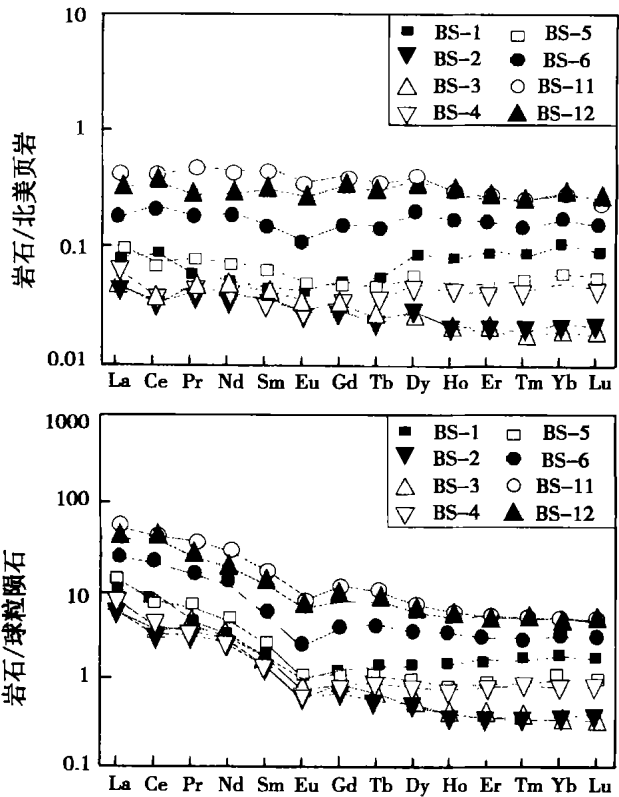 10
1
0.1
0.01
岩石/北美页岩
BS-1
BS-2
BS-3
BS-4
BS-5
BS-6
BS-11
BS-12
La Ce Pr Nd Sm Eu Gd Tb Dy Ho Er Tm Yb Lu
1000
100
10
1
0.1
岩石/球粒陨石
BS-1
BS-2
BS-3
BS-4
BS-5
BS-6
BS-11
BS-12
La Ce Pr Nd Sm Eu Gd Tb Dy Ho Er Tm Yb Lu